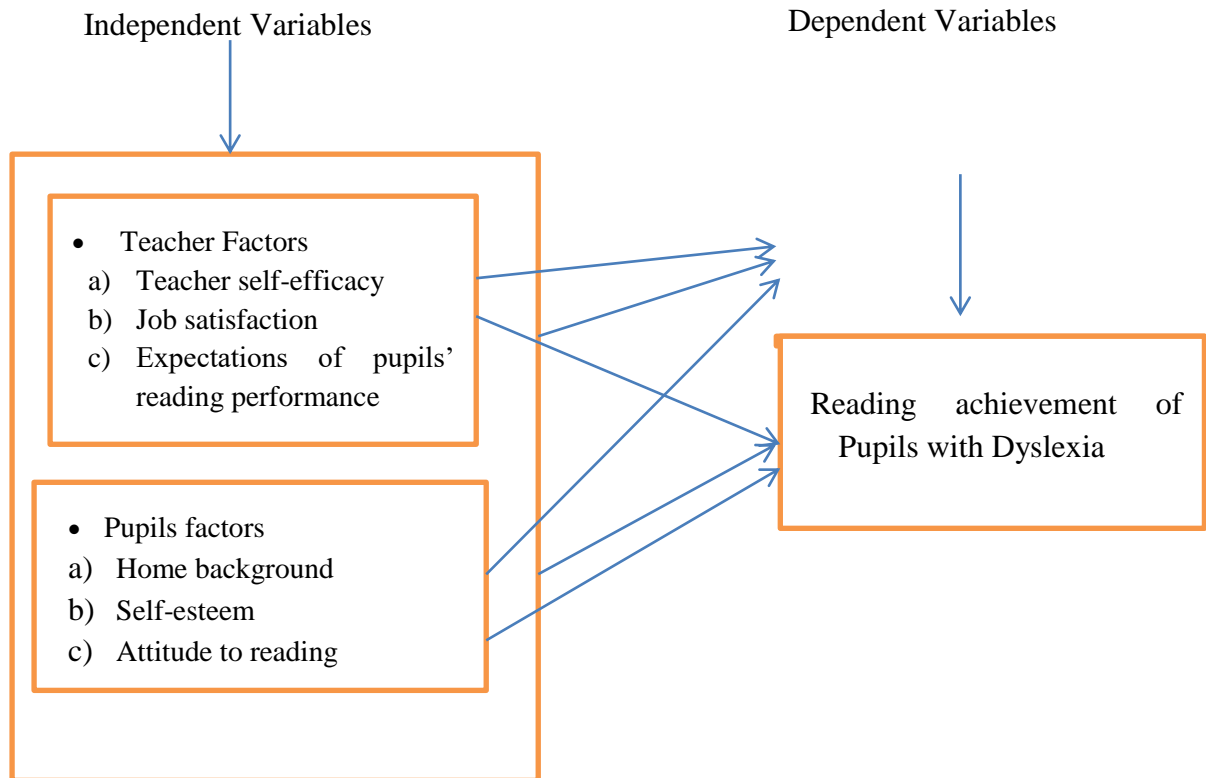 Independent Variables
Dependent Variables
• Teacher Factors
a) Teacher self-efficacy
b) Job satisfaction
c) Expectations of pupils’
reading performance
• Pupils factors
a) Home background
b) Self-esteem
c) Attitude to reading
Reading achievement of
Pupils with Dyslexia